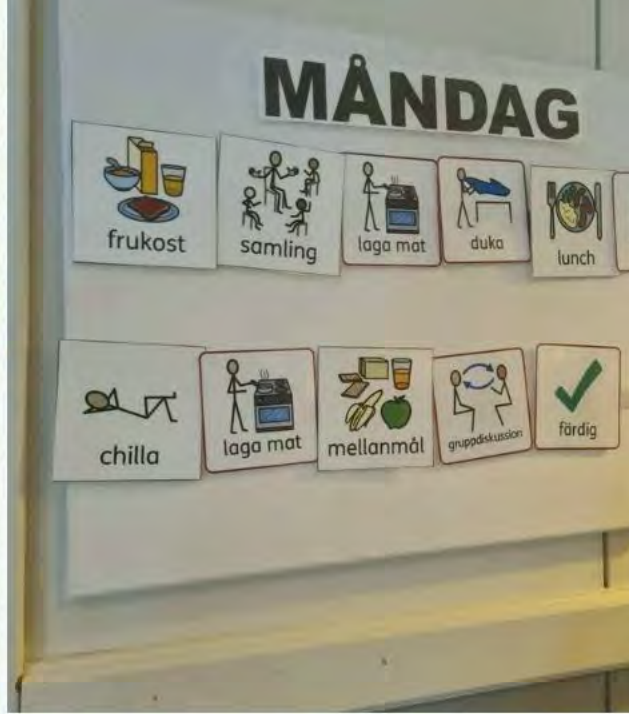 MÅNDAG
frukost samling laga mat duka lunch
chilla laga mat mellanmål gruppdiskussion färdig